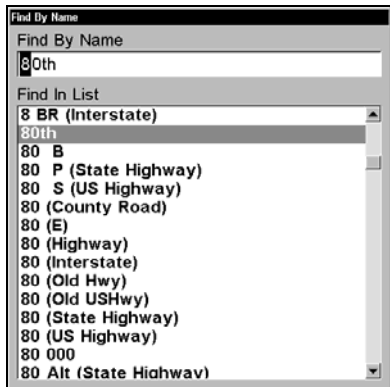 Find By Name
Find By Name
80th
Find In List
8 BR (Interstate)
80th
80 B
80 P (State Highway)
80 S (US Highway)
80 (County Road)
80 (E)
80 (Highway)
80 (Interstate)
80 (Old Hwy)
80 (Old USHwy)
80 (State Highway)
80 (US Highway)
80 000
80 Alt (State Highway)